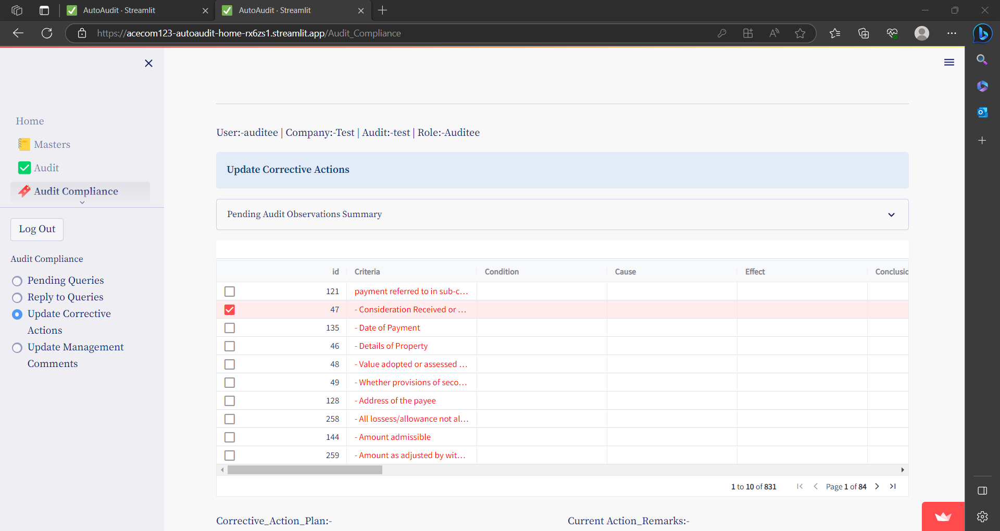 AutoAudit · Streamlit
AutoAudit · Streamlit
https://acecom123-autoaudit-home-rx6zs1.streamlit.app/Audit_Compliance
Home
Masters
Audit
Audit Compliance
Log Out
Audit Compliance
Pending Queries
Reply to Queries
Update Corrective
Actions
Update Management
Comments
User:-auditee | Company:-Test | Audit:-test | Role:-Auditee
Update Corrective Actions
Pending Audit Observations Summary
id Criteria Condition Cause Effect Conclusio
121 payment referred to in sub-c...
47 - Consideration Received or ...
135 - Date of Payment
46 - Details of Property
48 - Value adopted or assessed ...
49 - Whether provisions of seco...
128 - Address of the payee
258 - All lossess/allowance not al...
144 - Amount admissible
259 - Amount as adjusted by wit...
1 to 10 of 831 Page 1 of 84
Corrective_Action_Plan:- Current Action_Remarks:-